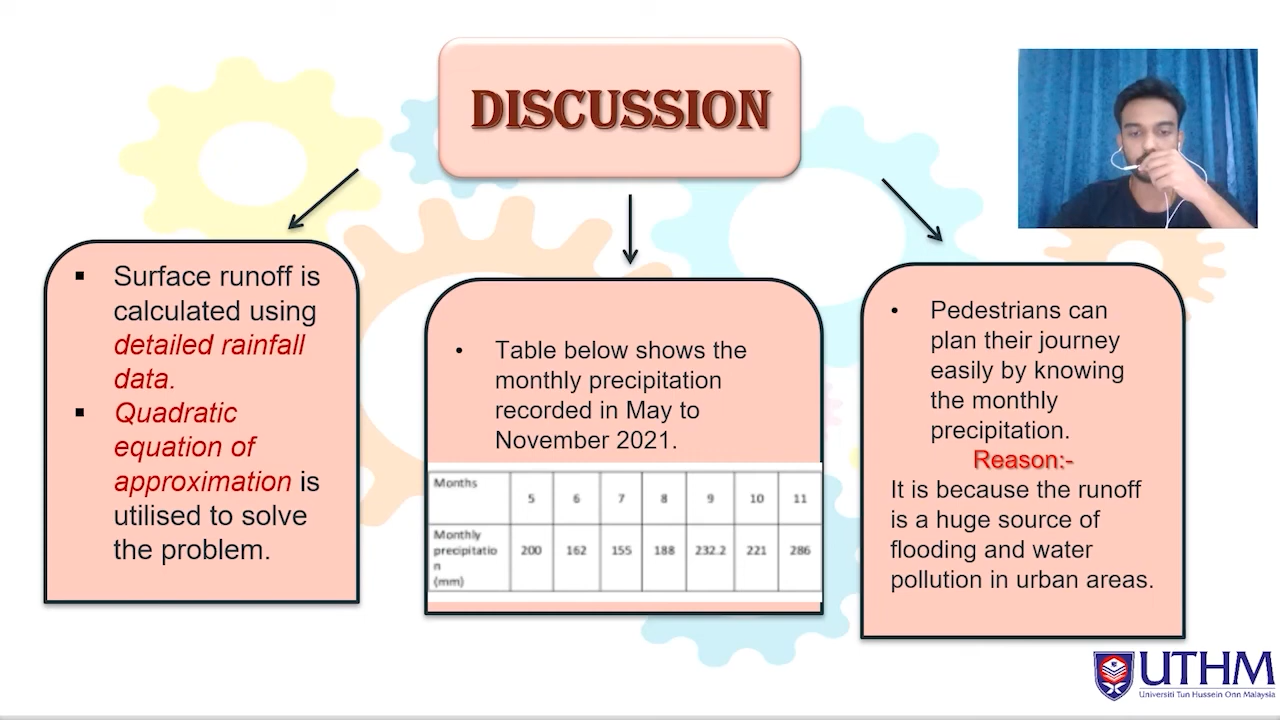 DISCUSSION
▪ Surface runoff is
calculated using
detailed rainfall
data.
▪ Quadratic
equation of
approximation is
utilised to solve
the problem.
• Table below shows the
monthly precipitation
recorded in May to
November 2021.
Months 5 6 7 8 9 10 11
Monthly
precipitatio
n
(mm) 200 162 155 188 232.2 221 286
• Pedestrians can
plan their journey
easily by knowing
the monthly
precipitation.
Reason:-
It is because the runoff
is a huge source of
flooding and water
pollution in urban areas.
UTHM
Universiti Tun Hussein Onn Malaysia